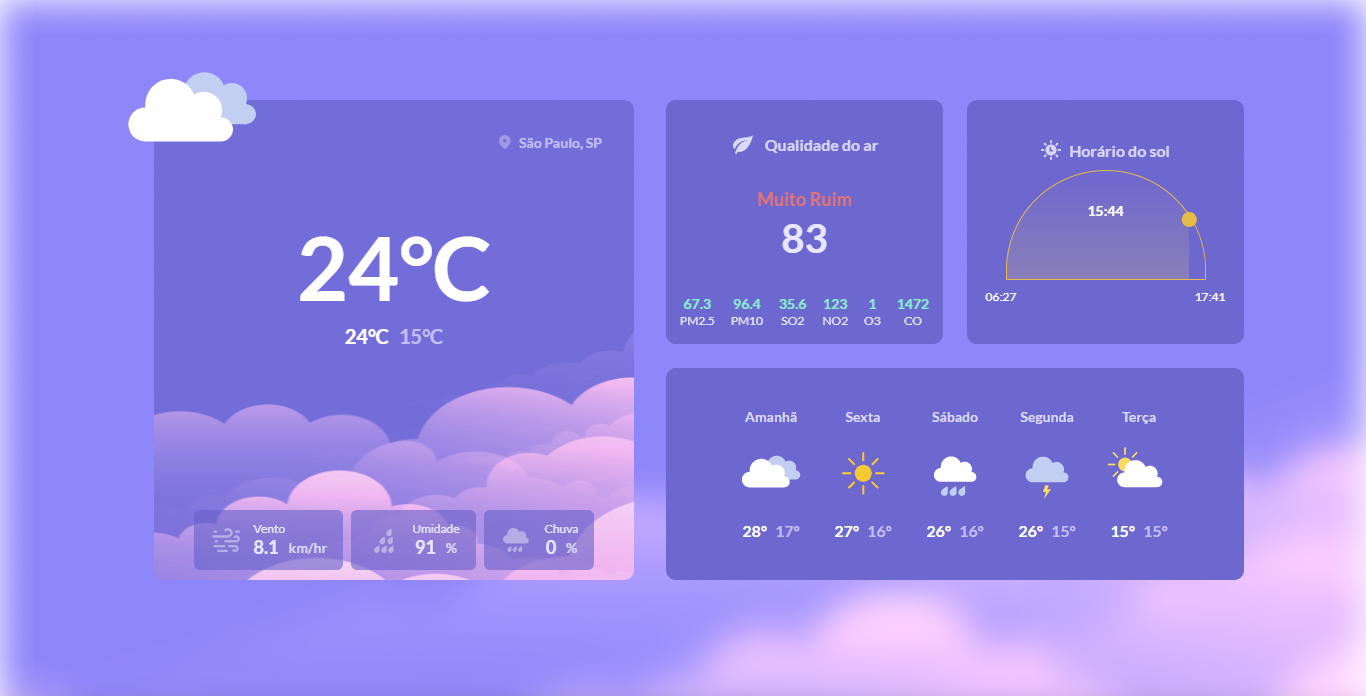 São Paulo, SP
24°C
24°C 15°C
Vento
8.1 km/hr
Umidade
91 %
Chuva
0 %
Qualidade do ar
Muito Ruim
83
67.3 96.4 35.6 123 1 1472
PM2.5 PM10 SO2 NO2 O3 CO
Horário do sol
15:44
06:27 17:41
Amanhã Sexta Sábado Segunda Terça
28° 17° 27° 16° 26° 16° 26° 15° 15° 15°